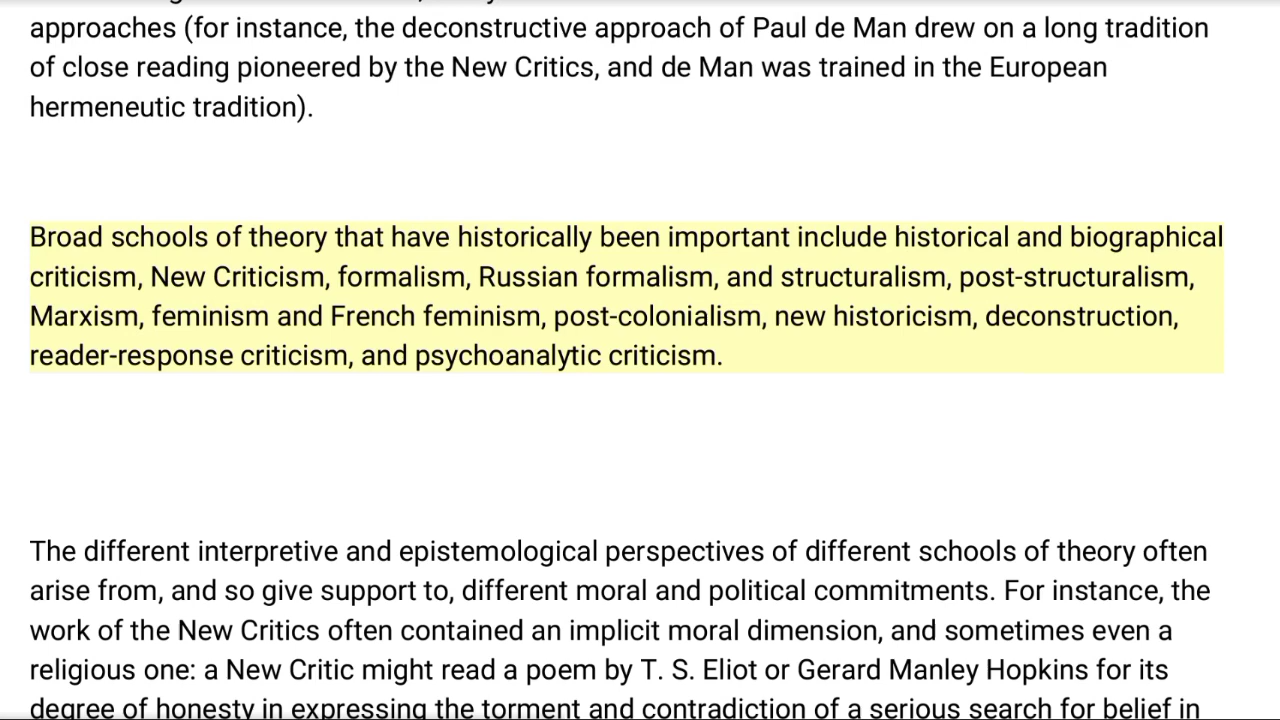 approaches (for instance, the deconstructive approach of Paul de Man drew on a long tradition
of close reading pioneered by the New Critics, and de Man was trained in the European
hermeneutic tradition).
Broad schools of theory that have historically been important include historical and biographical
criticism, New Criticism, formalism, Russian formalism, and structuralism, post-structuralism,
Marxism, feminism and French feminism, post-colonialism, new historicism, deconstruction,
reader-response criticism, and psychoanalytic criticism.
The different interpretive and epistemological perspectives of different schools of theory often
arise from, and so give support to, different moral and political commitments. For instance, the
work of the New Critics often contained an implicit moral dimension, and sometimes even a
religious one: a New Critic might read a poem by T. S. Eliot or Gerard Manley Hopkins for its
degree of honesty in expressing the torment and contradiction of a serious search for belief in